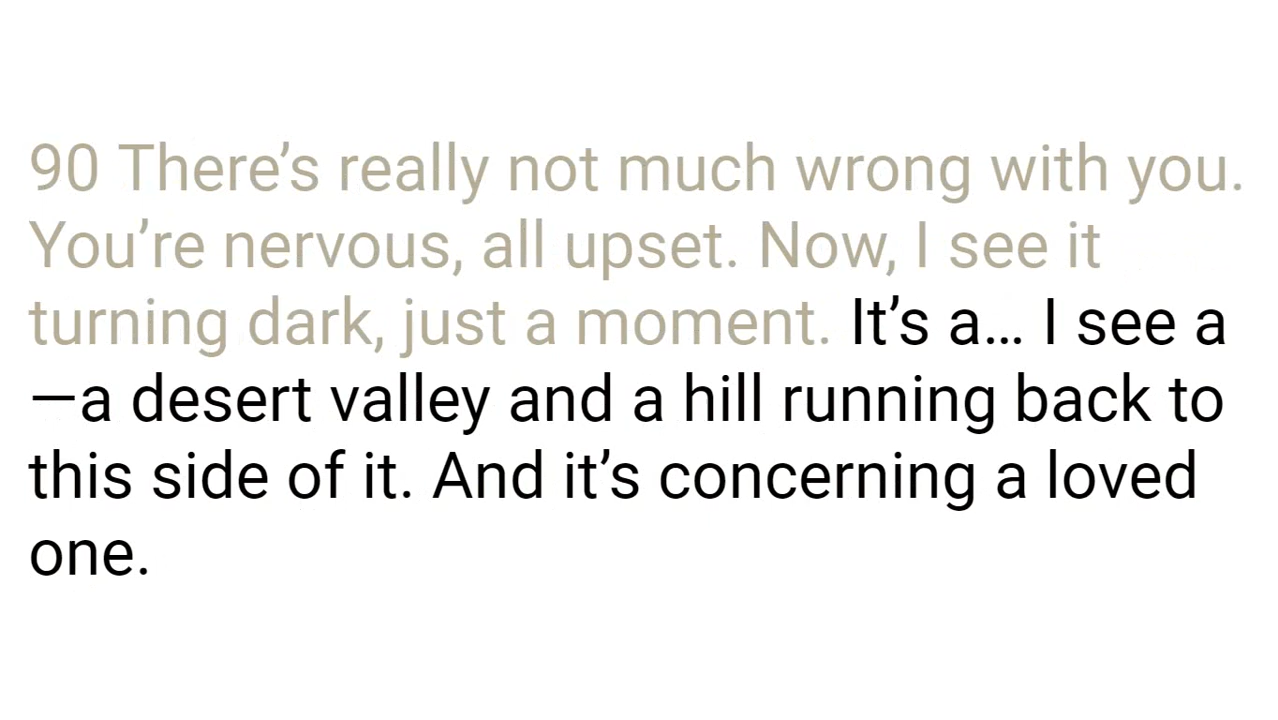 90 There’s really not much wrong with you.
You’re nervous, all upset. Now, I see it
turning dark, just a moment. It’s a… I see a
—a desert valley and a hill running back to
this side of it. And it’s concerning a loved
one.